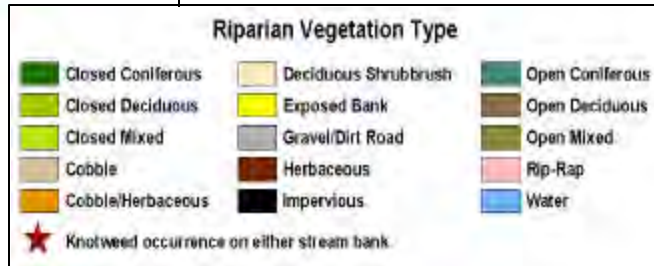 Riparian Vegetation Type
Closed Coniferous
Closed Deciduous
Closed Mixed
Cobble
Cobble/Herbaceous
Deciduous Shrubbrush
Exposed Bank
Gravel/Dirt Road
Herbaceous
Impervious
Open Coniferous
Open Deciduous
Open Mixed
Rip-Rap
Water
Knotweed occurrence on either stream bank